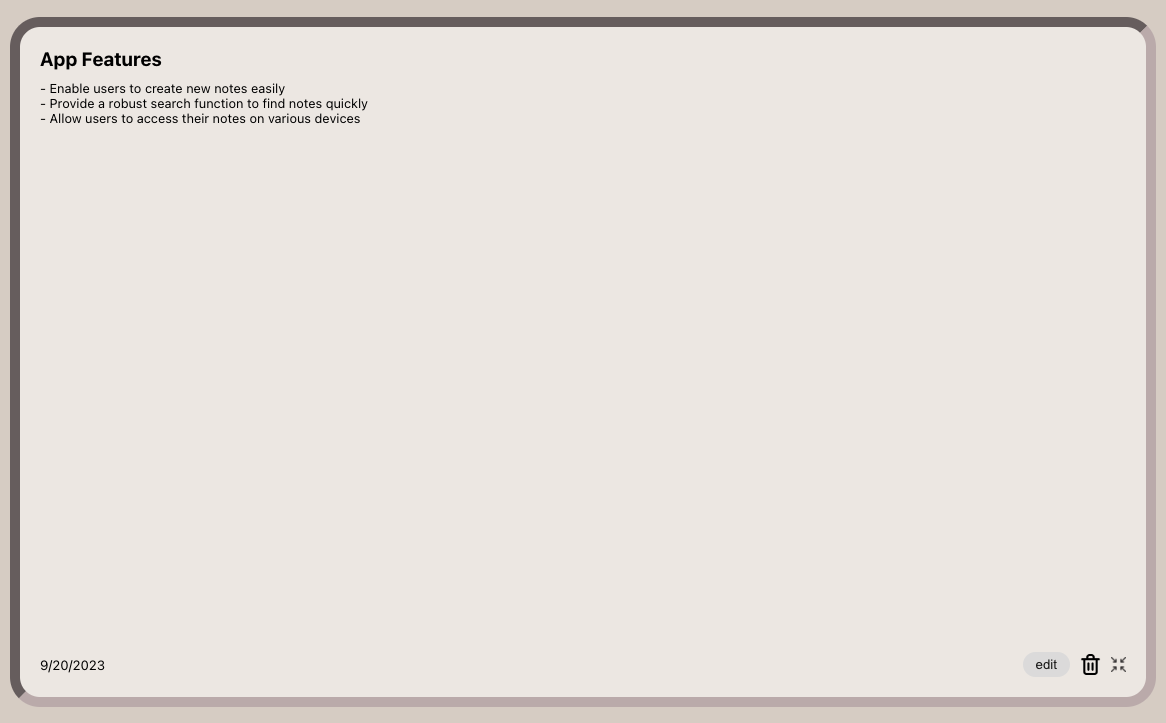 App Features
- Enable users to create new notes easily
- Provide a robust search function to find notes quickly
- Allow users to access their notes on various devices
9/20/2023
edit